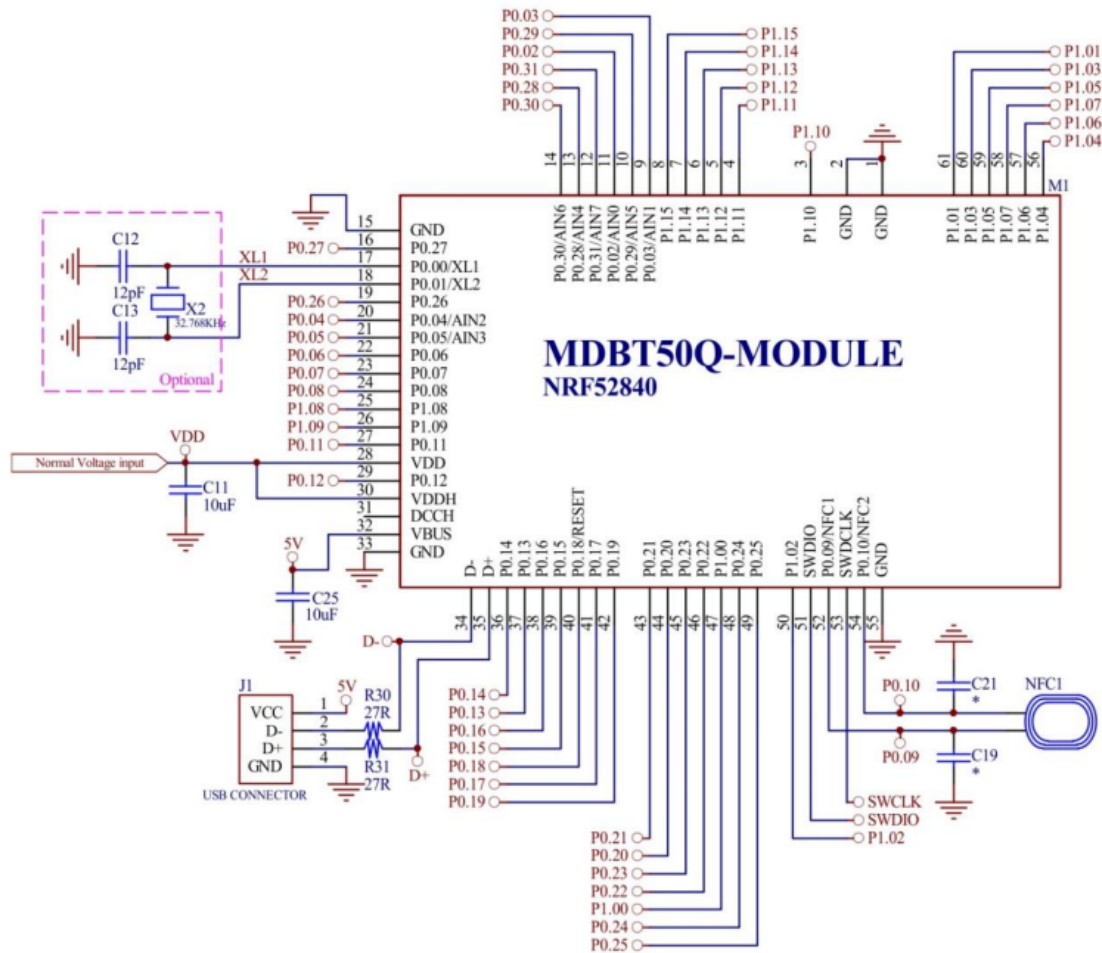 P0.03
P0.29
P0.02
P0.31
P0.28
P0.30
P1.15
P1.14
P1.13
P1.12
P1.11
P1.10
P1.01
P1.03
P1.05
P1.07
P1.06
P1.04
14
13
12
11
10
9
8
7
6
5
4
3
2
1
61
60
59
58
57
56
M1
P0.30/AIN6
P0.28/AIN4
P0.31/AIN7
P0.02/AIN0
P0.29/AIN5
P0.03/AIN1
P1.15
P1.14
P1.13
P1.12
P1.11
P1.10
GND
GND
P1.01
P1.03
P1.05
P1.07
P1.06
P1.04
C12
12pF
C13
12pF
X2
32.768KHz
Optional
XL1
XL2
15 GND
P0.27 16 P0.27
17 P0.00/XL1
18 P0.01/XL2
P0.26 19 P0.26
P0.04 20 P0.04/AIN2
P0.05 21 P0.05/AIN3
P0.06 22 P0.06
P0.07 23 P0.07
P0.08 24 P0.08
P1.08 25 P1.08
P1.09 26 P1.09
P0.11 27 P0.11
28 VDD
P0.12 29 P0.12
30 VDDH
31 DCCH
32 VBUS
33 GND
MDBT50Q-MODULE
NRF52840
VDD
Normal Voltage input
C11
10uF
5V
C25
10uF
D-
D+
P0.14
P0.13
P0.16
P0.15
P0.18/RESET
P0.17
P0.19
P0.21
P0.20
P0.23
P0.22
P1.00
P0.24
P0.25
P1.02
SWDIO
P0.09/NFC1
SWDCLK
P0.10/NFC2
GND
34
35
36
37
38
39
40
41
42
43
44
45
46
47
48
49
50
51
52
53
54
55
D-
J1
VCC 1 5V
D- 2
D+ 3
GND 4
USB CONNECTOR
R30
27R
R31
27R
D+
P0.14
P0.13
P0.16
P0.15
P0.18
P0.17
P0.19
P0.21
P0.20
P0.23
P0.22
P1.00
P0.24
P0.25
P0.10
P0.09
C21
*
C19
*
NFC1
SWCLK
SWDIO
P1.02